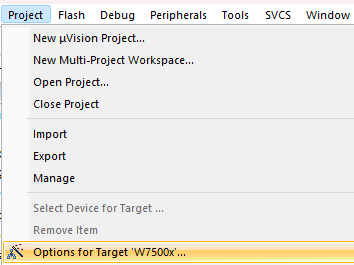 Project Flash Debug Peripherals Tools SVCS Window
New µVision Project...
New Multi-Project Workspace...
Open Project...
Close Project
Import
Export
Manage
Select Device for Target ...
Remove Item
Options for Target 'W7500x'...